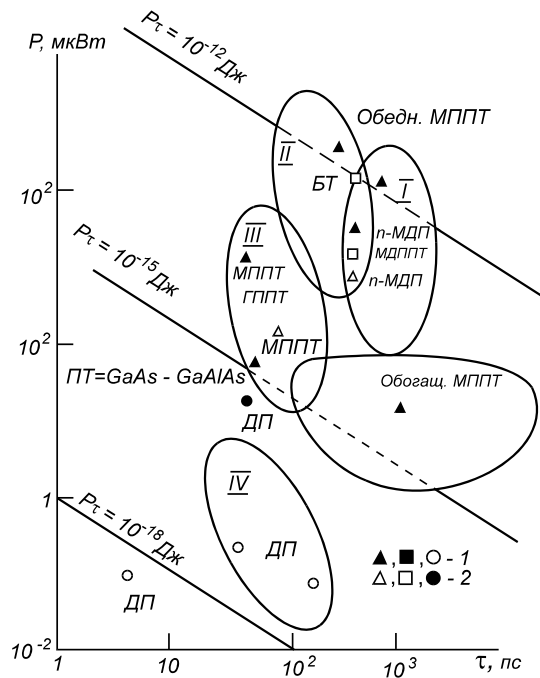 Pτ = 10⁻¹² Дж
P, мкВт
Обедн. МППТ
II
БТ
I
10²
III
n-МДП
МДППТ
n-МДП
Pτ = 10⁻¹⁵ Дж
МППТ
ГППТ
10²
МППТ
ПТ=GaAs - GaAlAs
Обогащ. МППТ
ДП
IV
1
Pτ = 10⁻¹⁸ Дж
ДП
▲, ■, ○ - 1
△, □, ● - 2
ДП
10⁻²
1 10 10² 10³ τ, пс